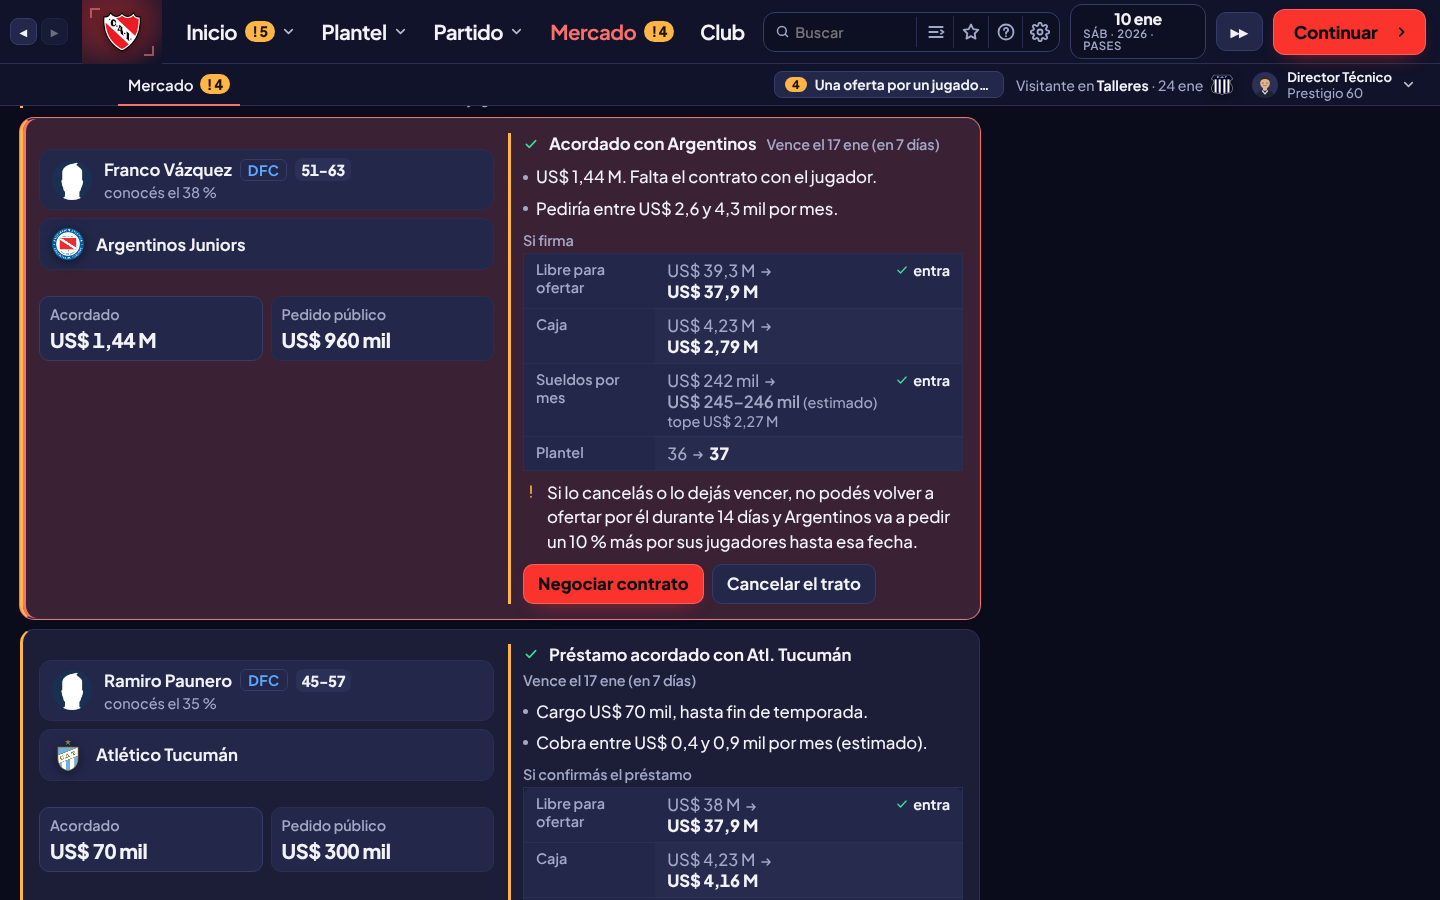 Inicio
! 5
Plantel
Partido
Mercado
! 4
Club
Buscar
10 ene
SÁB · 2026 ·
PASES
Continuar
Mercado
! 4
4
Una oferta por un jugado...
Visitante en Talleres · 24 ene
Director Técnico
Prestigio 60
Franco Vázquez
DFC
51–63
conocés el 38 %
Argentinos Juniors
Acordado
US$ 1,44 M
Pedido público
US$ 960 mil
Acordado con Argentinos
Vence el 17 ene (en 7 días)
• US$ 1,44 M. Falta el contrato con el jugador.
• Pediría entre US$ 2,6 y 4,3 mil por mes.
Si firma
Libre para
ofertar
US$ 39,3 M →
US$ 37,9 M
✓ entra
Caja
US$ 4,23 M →
US$ 2,79 M
Sueldos por
mes
US$ 242 mil →
US$ 245–246 mil (estimado)
tope US$ 2,27 M
✓ entra
Plantel
36 → 37
! Si lo cancelás o lo dejás vencer, no podés volver a
ofertar por él durante 14 días y Argentinos va a pedir
un 10 % más por sus jugadores hasta esa fecha.
Negociar contrato
Cancelar el trato
Ramiro Paunero
DFC
45–57
conocés el 35 %
Atlético Tucumán
Acordado
US$ 70 mil
Pedido público
US$ 300 mil
Préstamo acordado con Atl. Tucumán
Vence el 17 ene (en 7 días)
• Cargo US$ 70 mil, hasta fin de temporada.
• Cobra entre US$ 0,4 y 0,9 mil por mes (estimado).
Si confirmás el préstamo
Libre para
ofertar
US$ 38 M →
US$ 37,9 M
✓ entra
Caja
US$ 4,23 M →
US$ 4,16 M